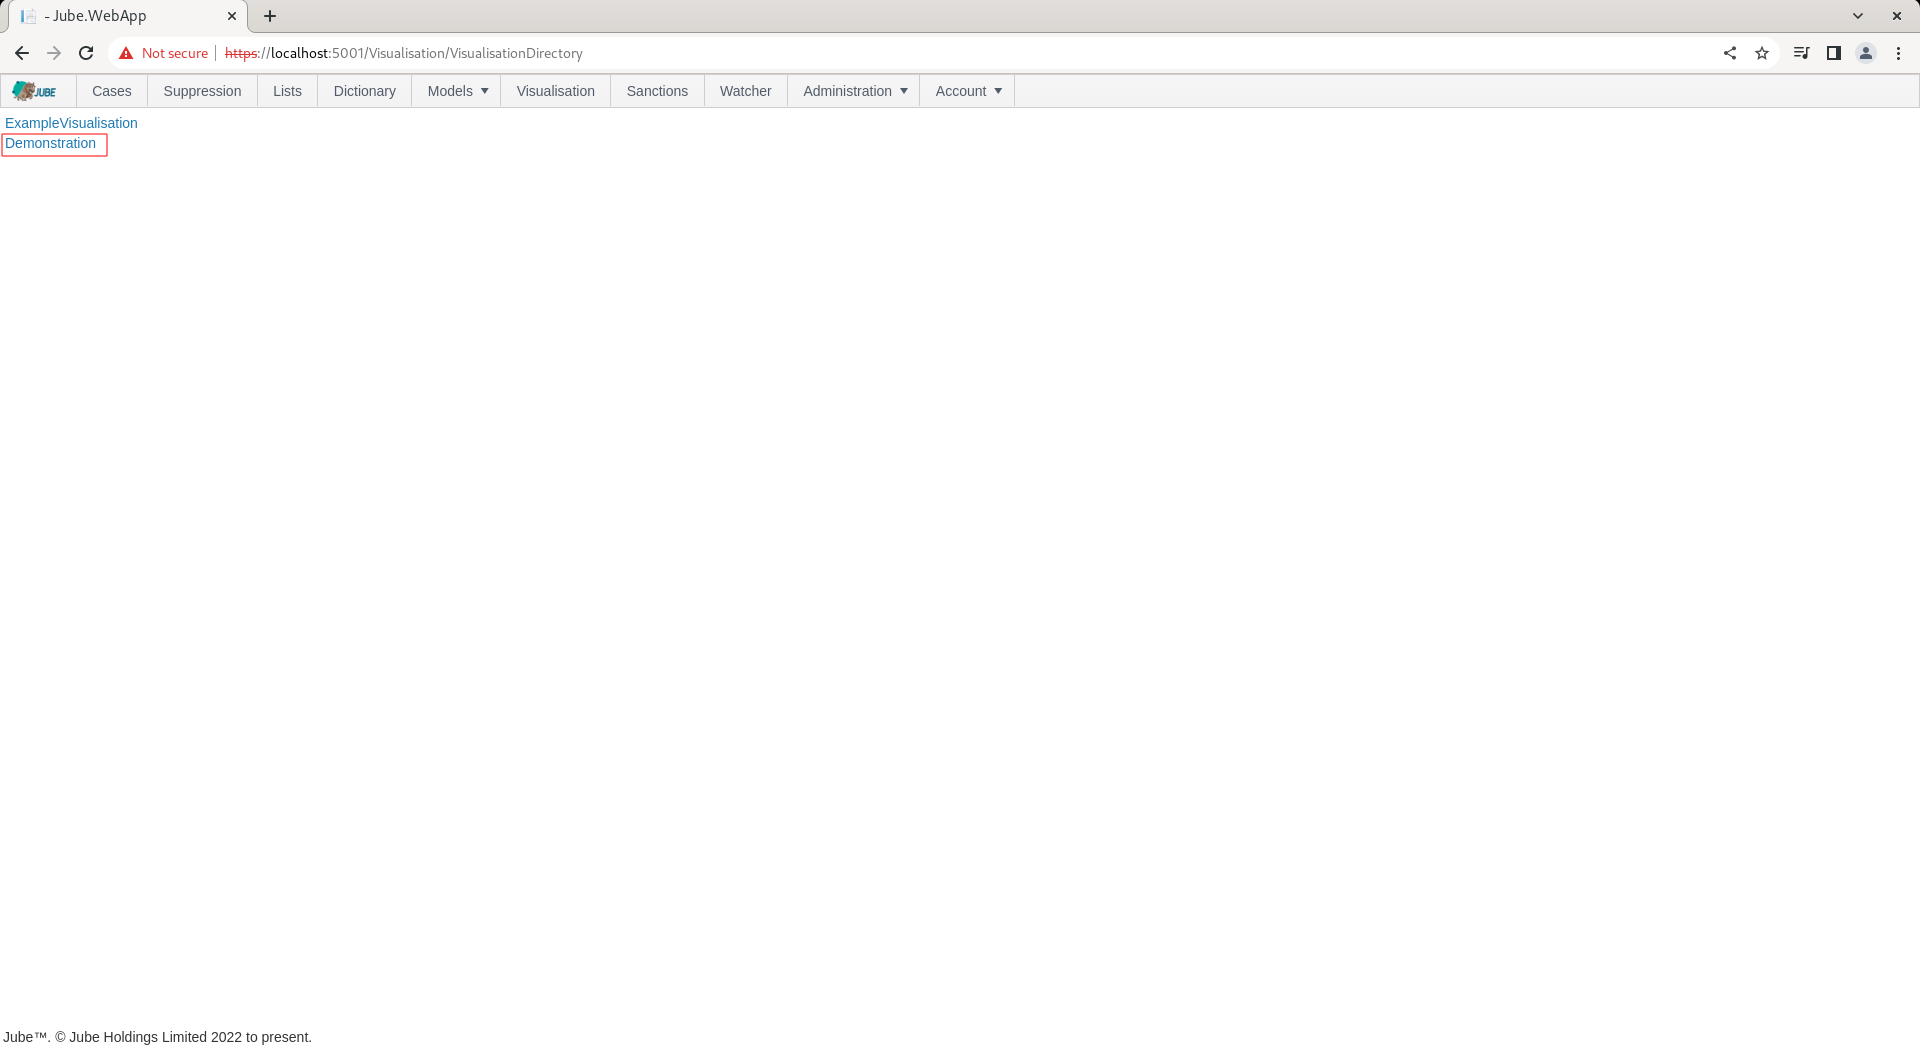 - Jube.WebApp
Not secure https://localhost:5001/Visualisation/VisualisationDirectory
JUBE Cases Suppression Lists Dictionary Models Visualisation Sanctions Watcher Administration Account
ExampleVisualisation
Demonstration
Jube™. © Jube Holdings Limited 2022 to present.